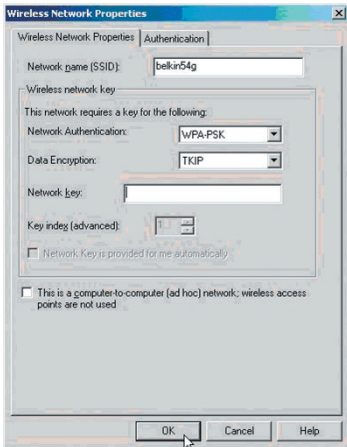 Wireless Network Properties
Wireless Network Properties
Authentication
Network name (SSID):
belkin54g
Wireless network key
This network requires a key for the following:
Network Authentication:
WPA-PSK
Data Encryption:
TKIP
Network key:
Key index (advanced):
1
Network Key is provided for me automatically
This is a computer-to-computer (ad hoc) network; wireless access
points are not used
OK
Cancel
Help